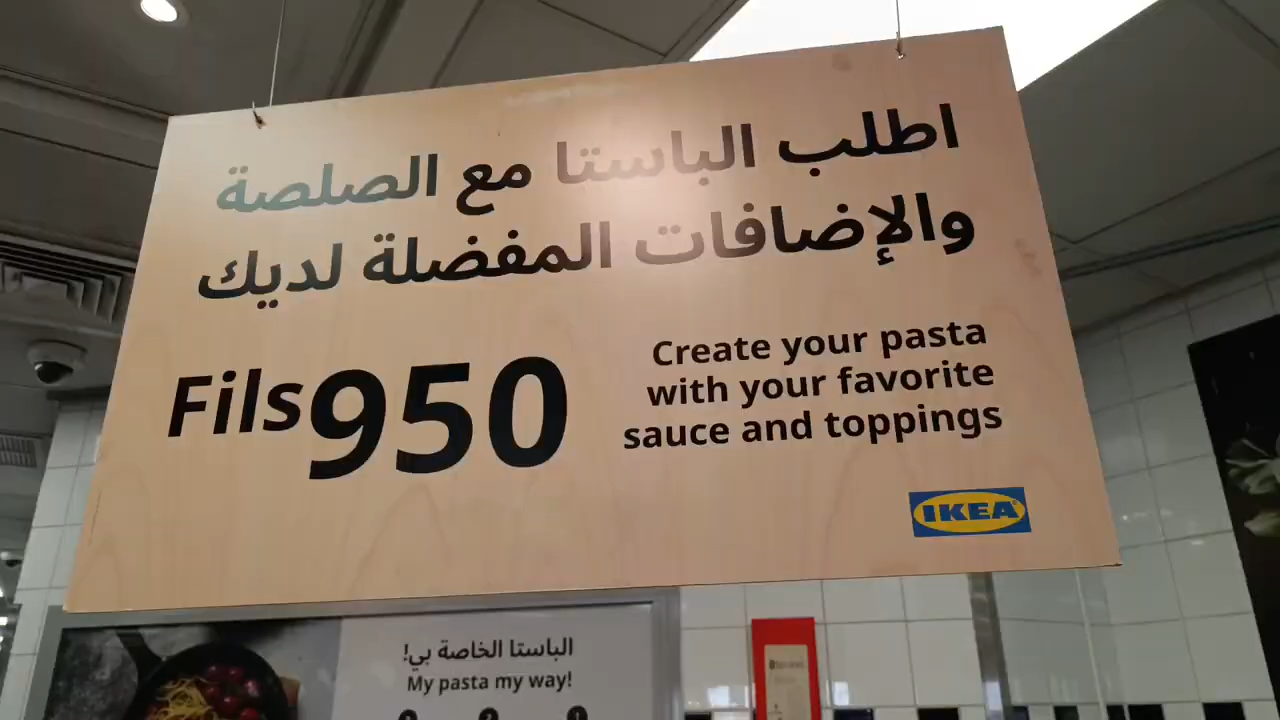 اطلب الباستا مع الصلصة
والإضافات المفضلة لديك
Fils950
Create your pasta
with your favorite
sauce and toppings
IKEA
الباستا الخاصة بي!
My pasta my way!